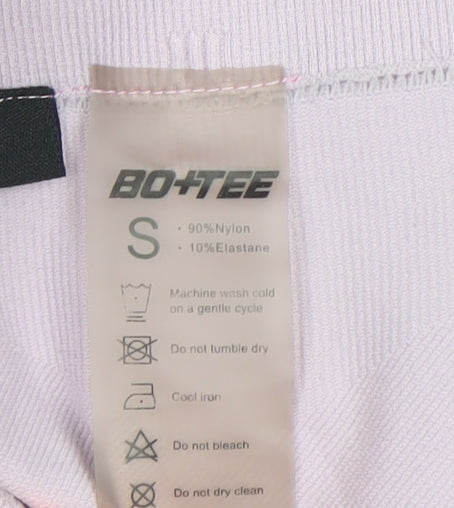 BO+TEE
S
· 90%Nylon
· 10%Elastane
Machine wash cold
on a gentle cycle
Do not tumble dry
Cool iron
Do not bleach
Do not dry clean